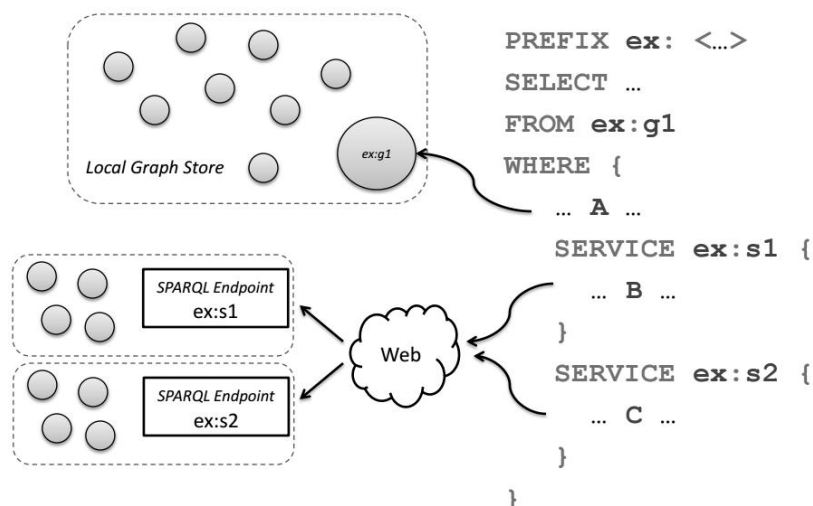 Local Graph Store
ex:g1
SPARQL Endpoint
ex:s1
SPARQL Endpoint
ex:s2
Web
PREFIX ex: <…>
SELECT …
FROM ex:g1
WHERE {
… A …
SERVICE ex:s1 {
… B …
}
SERVICE ex:s2 {
… C …
}
}